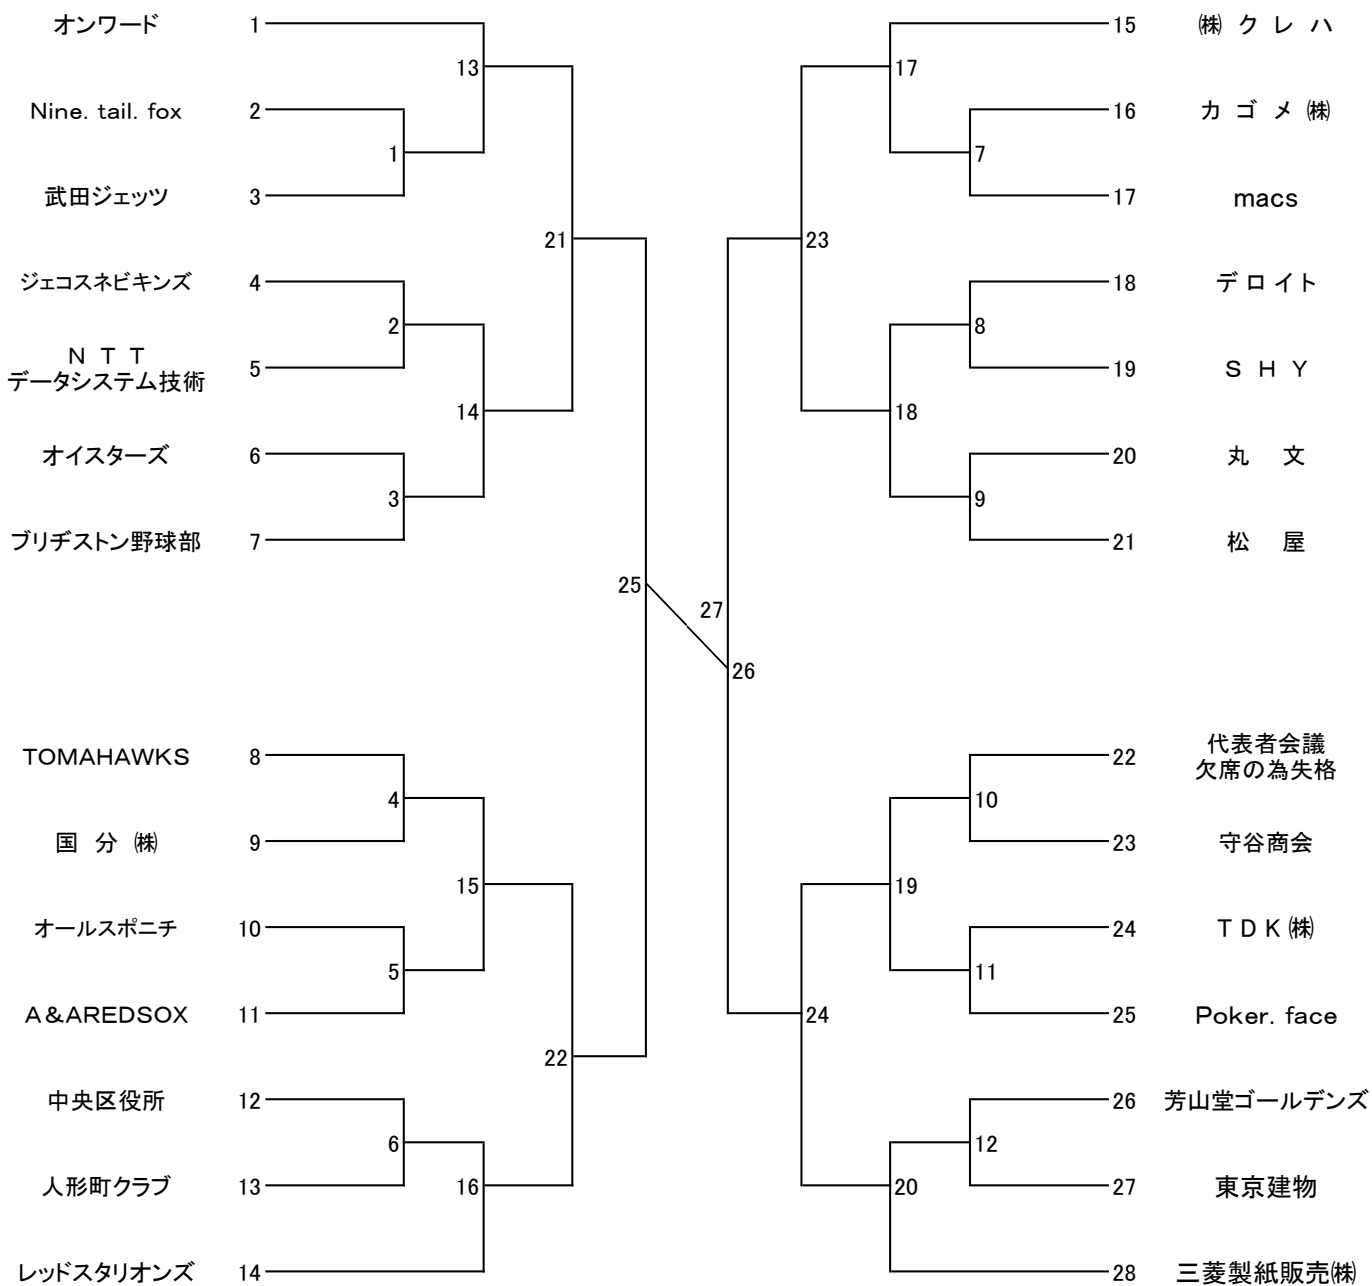 オンワード 1
Nine. tail. fox 2
武田ジェッツ 3
ジェコスネビキンズ 4
N T T
データシステム技術 5
オイスターズ 6
ブリヂストン野球部 7
TOMAHAWKS 8
国 分 ㈱ 9
オールスポニチ 10
A&AREDSOX 11
中央区役所 12
人形町クラブ 13
レッドスタリオンズ 14
13
1
21
2
14
3
25
4
15
5
22
6
16
27
26
17
7
23
8
18
9
10
19
11
24
12
20
15 ㈱ ク レ ハ
16 カ ゴ メ ㈱
17 macs
18 デ ロ イ ト
19 S H Y
20 丸 文
21 松 屋
22 代表者会議
欠席の為失格
23 守谷商会
24 T D K ㈱
25 Poker. face
26 芳山堂ゴールデンズ
27 東京建物
28 三菱製紙販売㈱